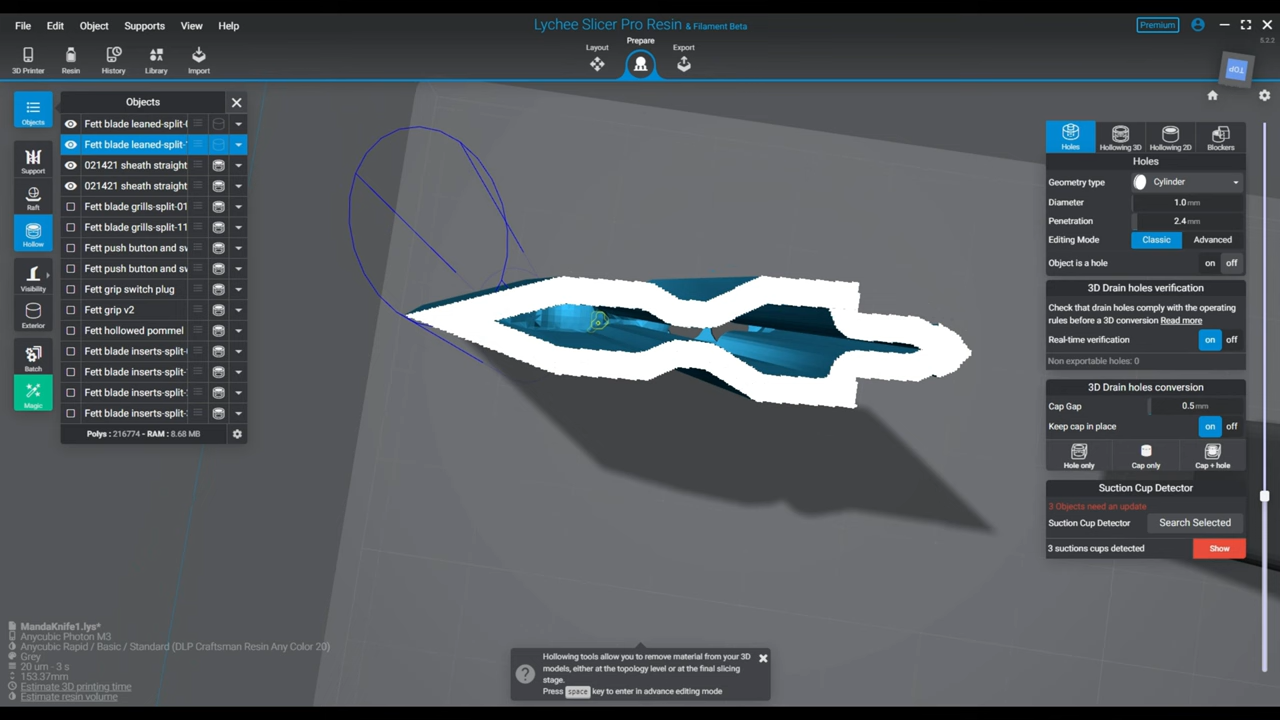 File Edit Object Supports View Help
Lychee Slicer Pro Resin & Filament Beta
Premium
5.2.2
3D Printer Resin History Library Import
Layout Prepare Export
TOP
Objects
Support
Raft
Hollow
Visibility
Exterior
Batch
Magic
Objects
Fett blade leaned-split-
Fett blade leaned-split-
021421 sheath straight
021421 sheath straight
Fett blade grills-split-01
Fett blade grills-split-11
Fett push button and sw
Fett push button and sw
Fett grip switch plug
Fett grip v2
Fett hollowed pommel
Fett blade inserts-split-
Fett blade inserts-split-
Fett blade inserts-split-
Fett blade inserts-split-
Polys : 216774 - RAM : 8.68 MB
Holes Hollowing 3D Hollowing 2D Blockers
Holes
Geometry type Cylinder
Diameter 1.0 mm
Penetration 2.4 mm
Editing Mode Classic Advanced
Object is a hole on off
3D Drain holes verification
Check that drain holes comply with the operating
rules before a 3D conversion Read more
Real-time verification on off
Non exportable holes: 0
3D Drain holes conversion
Cap Gap 0.5 mm
Keep cap in place on off
Hole only Cap only Cap + hole
Suction Cup Detector
3 Objects need an update
Suction Cup Detector Search Selected
3 suctions cups detected Show
MandaKnife1.lys*
Anycubic Photon M3
Anycubic Rapid / Basic / Standard (DLP Craftsman Resin Any Color 20)
Grey
20 um - 3 s
153.37mm
Estimate 3D printing time
Estimate resin volume
Hollowing tools allow you to remove material from your 3D
models, either at the topology level or at the final slicing
stage.
Press space key to enter in advance editing mode